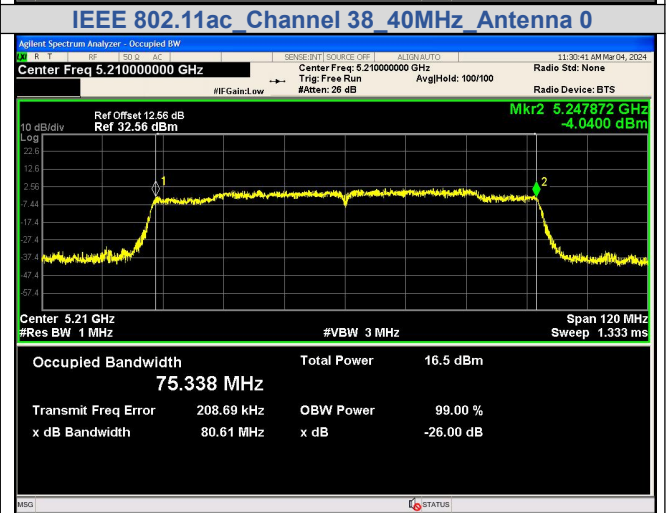 IEEE 802.11ac_Channel 38_40MHz_Antenna 0
Agilent Spectrum Analyzer - Occupied BW
R T RF 50 Ω AC SENSE:INT SOURCE OFF ALIGN AUTO 11:30:41 AM Mar 04, 2024
Center Freq 5.210000000 GHz Center Freq: 5.210000000 GHz Radio Std: None
Trig: Free Run Avg|Hold: 100/100
#IFGain:Low #Atten: 26 dB Radio Device: BTS
Mkr2 5.247872 GHz
Ref Offset 12.56 dB
10 dB/div Ref 32.56 dBm -4.0400 dBm
Log
22.6
12.6
2.56
1 2
-7.44
-17.4
-27.4
-37.4
-47.4
-57.4
Center 5.21 GHz Span 120 MHz
#Res BW 1 MHz #VBW 3 MHz Sweep 1.333 ms
Occupied Bandwidth Total Power 16.5 dBm
75.338 MHz
Transmit Freq Error 208.69 kHz OBW Power 99.00 %
x dB Bandwidth 80.61 MHz x dB -26.00 dB
MSG STATUS